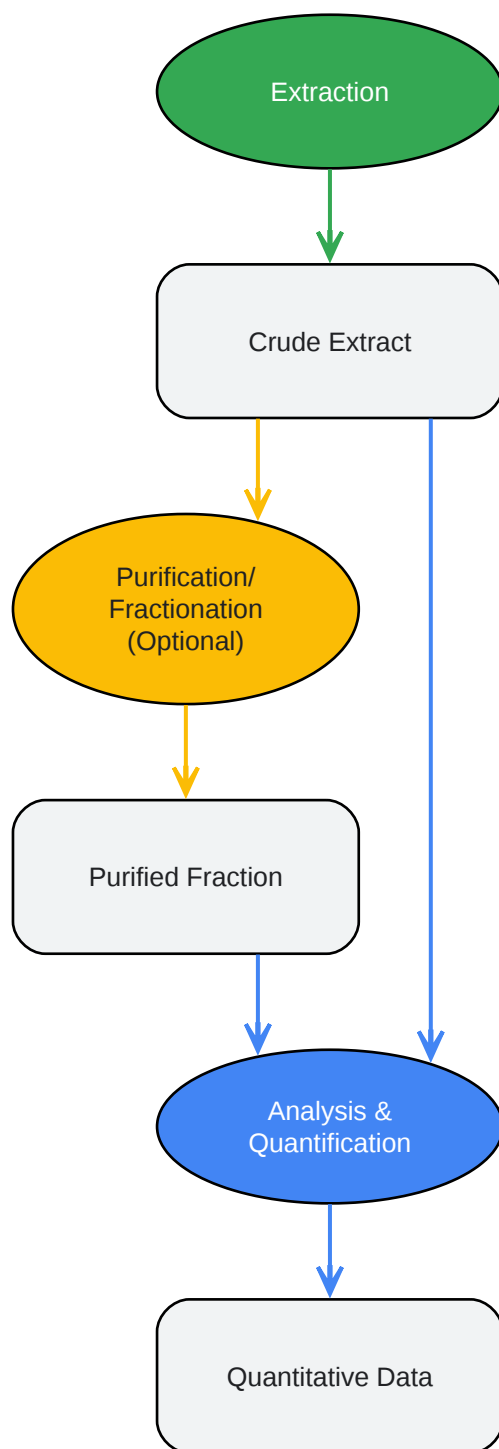 Extraction
Crude Extract
Purification/
Fractionation
(Optional)
Purified Fraction
Analysis &
Quantification
Quantitative Data